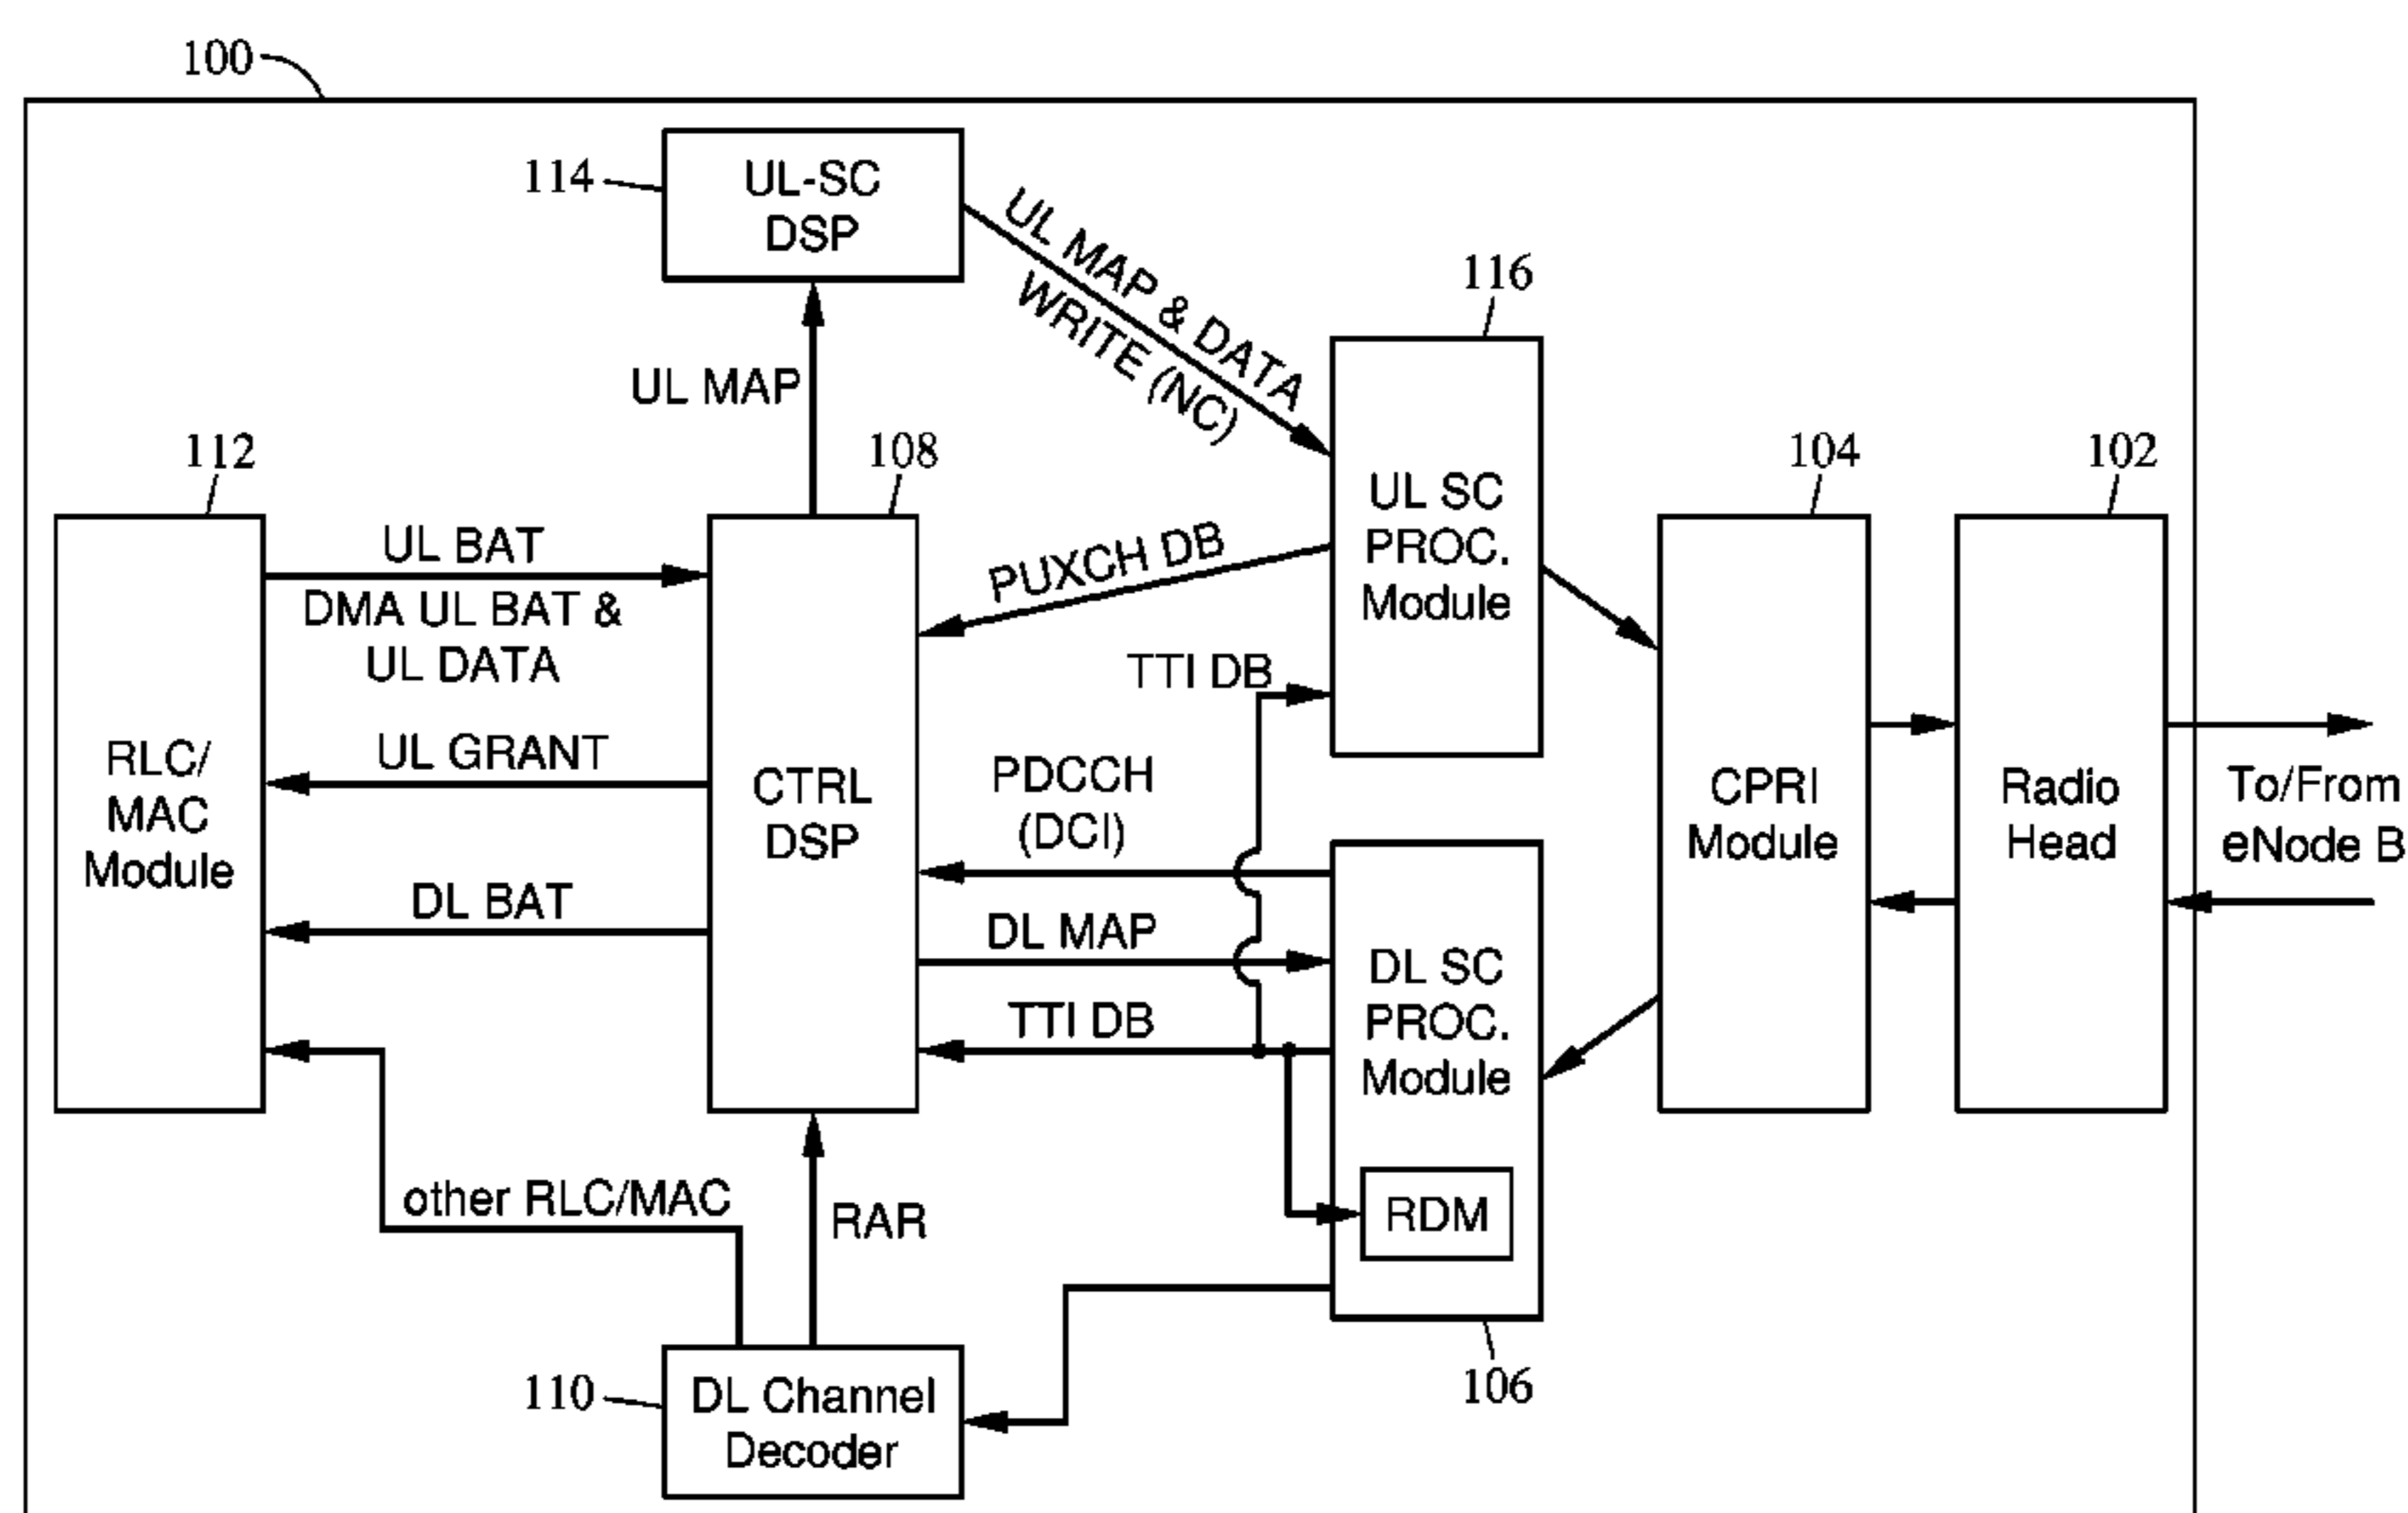 100
114
UL-SC
DSP
UL MAP & DATA
WRITE (NC)
116
UL MAP
112
108
104
102
UL BAT
DMA UL BAT &
UL DATA
PUXCH DB
UL SC
PROC.
Module
TTI DB
RLC/
MAC
Module
UL GRANT
CTRL
DSP
PDCCH
(DCI)
CPRI
Module
Radio
Head
To/From
eNode B
DL BAT
DL MAP
DL SC
PROC.
Module
TTI DB
other RLC/MAC
RAR
RDM
110
DL Channel
Decoder
106